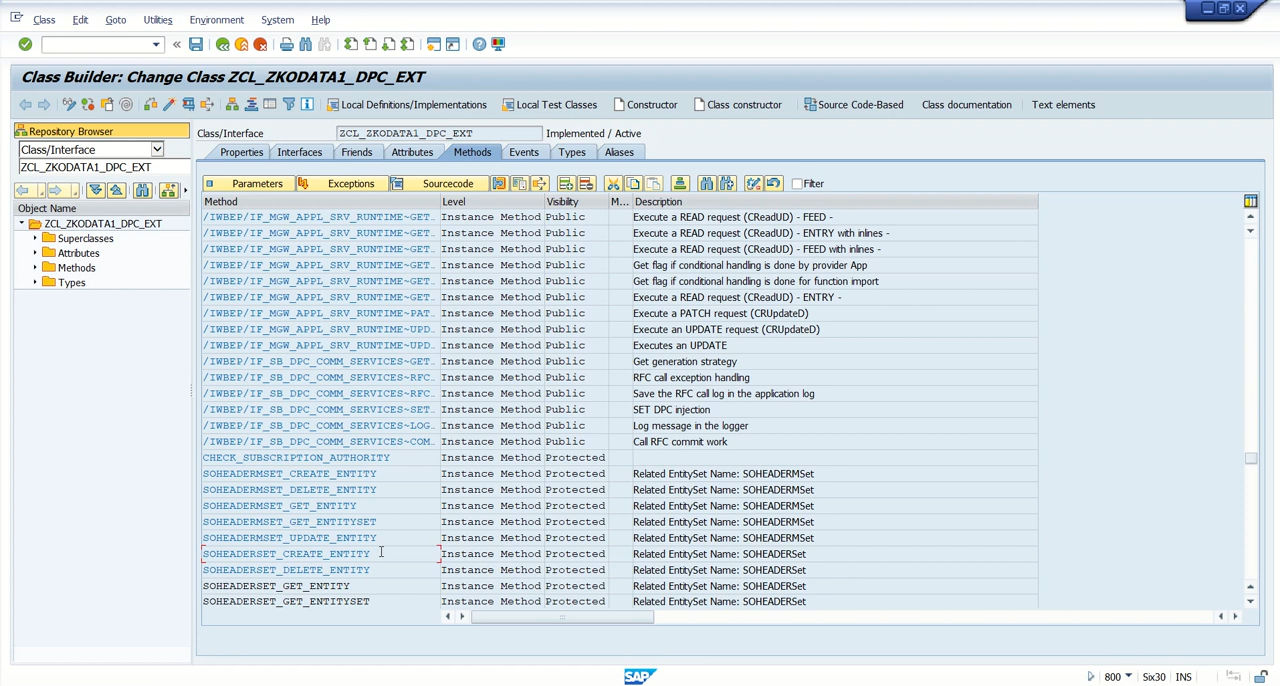 Class Edit Goto Utilities Environment System Help
Class Builder: Change Class ZCL_ZKODATA1_DPC_EXT
Local Definitions/Implementations Local Test Classes Constructor Class constructor Source Code-Based Class documentation Text elements
Repository Browser
Class/Interface
ZCL_ZKODATA1_DPC_EXT
Object Name
ZCL_ZKODATA1_DPC_EXT
Superclasses
Attributes
Methods
Types
Class/Interface ZCL_ZKODATA1_DPC_EXT Implemented / Active
Properties Interfaces Friends Attributes Methods Events Types Aliases
Parameters Exceptions Sourcecode Filter
Method Level Visibility M... Description
/IWBEP/IF_MGW_APPL_SRV_RUNTIME~GET.. Instance Method Public Execute a READ request (CReadUD) - FEED -
/IWBEP/IF_MGW_APPL_SRV_RUNTIME~GET.. Instance Method Public Execute a READ request (CReadUD) - ENTRY with inlines -
/IWBEP/IF_MGW_APPL_SRV_RUNTIME~GET.. Instance Method Public Execute a READ request (CReadUD) - FEED with inlines -
/IWBEP/IF_MGW_APPL_SRV_RUNTIME~GET.. Instance Method Public Get flag if conditional handling is done by provider App
/IWBEP/IF_MGW_APPL_SRV_RUNTIME~GET.. Instance Method Public Get flag if conditional handling is done for function import
/IWBEP/IF_MGW_APPL_SRV_RUNTIME~GET.. Instance Method Public Execute a READ request (CReadUD) - ENTRY -
/IWBEP/IF_MGW_APPL_SRV_RUNTIME~PAT.. Instance Method Public Execute a PATCH request (CRUpdateD)
/IWBEP/IF_MGW_APPL_SRV_RUNTIME~UPD.. Instance Method Public Execute an UPDATE request (CRUpdateD)
/IWBEP/IF_MGW_APPL_SRV_RUNTIME~UPD.. Instance Method Public Executes an UPDATE
/IWBEP/IF_SB_DPC_COMM_SERVICES~GET.. Instance Method Public Get generation strategy
/IWBEP/IF_SB_DPC_COMM_SERVICES~RFC.. Instance Method Public RFC call exception handling
/IWBEP/IF_SB_DPC_COMM_SERVICES~RFC.. Instance Method Public Save the RFC call log in the application log
/IWBEP/IF_SB_DPC_COMM_SERVICES~SET.. Instance Method Public SET DPC injection
/IWBEP/IF_SB_DPC_COMM_SERVICES~LOG.. Instance Method Public Log message in the logger
/IWBEP/IF_SB_DPC_COMM_SERVICES~COM.. Instance Method Public Call RFC commit work
CHECK_SUBSCRIPTION_AUTHORITY Instance Method Protected
SOHEADERMSET_CREATE_ENTITY Instance Method Protected Related EntitySet Name: SOHEADERMSet
SOHEADERMSET_DELETE_ENTITY Instance Method Protected Related EntitySet Name: SOHEADERMSet
SOHEADERMSET_GET_ENTITY Instance Method Protected Related EntitySet Name: SOHEADERMSet
SOHEADERMSET_GET_ENTITYSET Instance Method Protected Related EntitySet Name: SOHEADERMSet
SOHEADERMSET_UPDATE_ENTITY Instance Method Protected Related EntitySet Name: SOHEADERMSet
SOHEADERSET_CREATE_ENTITY Instance Method Protected Related EntitySet Name: SOHEADERSet
SOHEADERSET_DELETE_ENTITY Instance Method Protected Related EntitySet Name: SOHEADERSet
SOHEADERSET_GET_ENTITY Instance Method Protected Related EntitySet Name: SOHEADERSet
SOHEADERSET_GET_ENTITYSET Instance Method Protected Related EntitySet Name: SOHEADERSet
SAP 800 Six30 INS